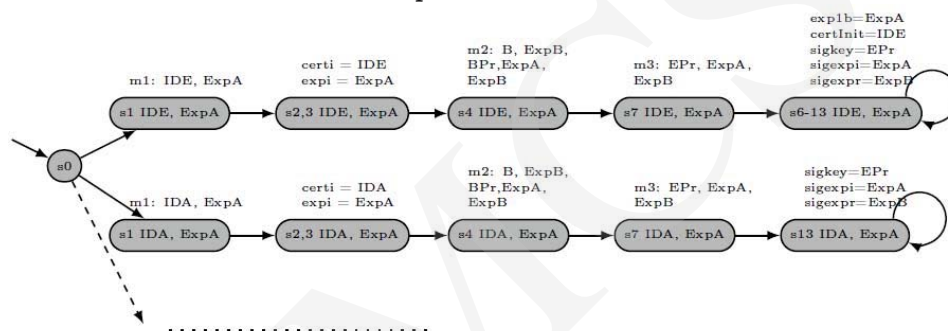 exp1b=ExpA
certInit=IDE
sigkey=EPr
sigexpi=ExpA
sigexpr=ExpB
m2: B, ExpB,
BPr,ExpA,
ExpB
certi = IDE
expi = ExpA
m3: EPr, ExpA,
ExpB
m1: IDE, ExpA
s1 IDE, ExpA
s2,3 IDE, ExpA
s4 IDE, ExpA
s7 IDE, ExpA
s6-13 IDE, ExpA
s0
m2: B, ExpB,
BPr,ExpA,
ExpB
certi = IDA
expi = ExpA
m3: EPr, ExpA,
ExpB
sigkey=EPr
sigexpi=ExpA
sigexpr=ExpB
m1: IDA, ExpA
s1 IDA, ExpA
s2,3 IDA, ExpA
s4 IDA, ExpA
s7 IDA, ExpA
s13 IDA, ExpA